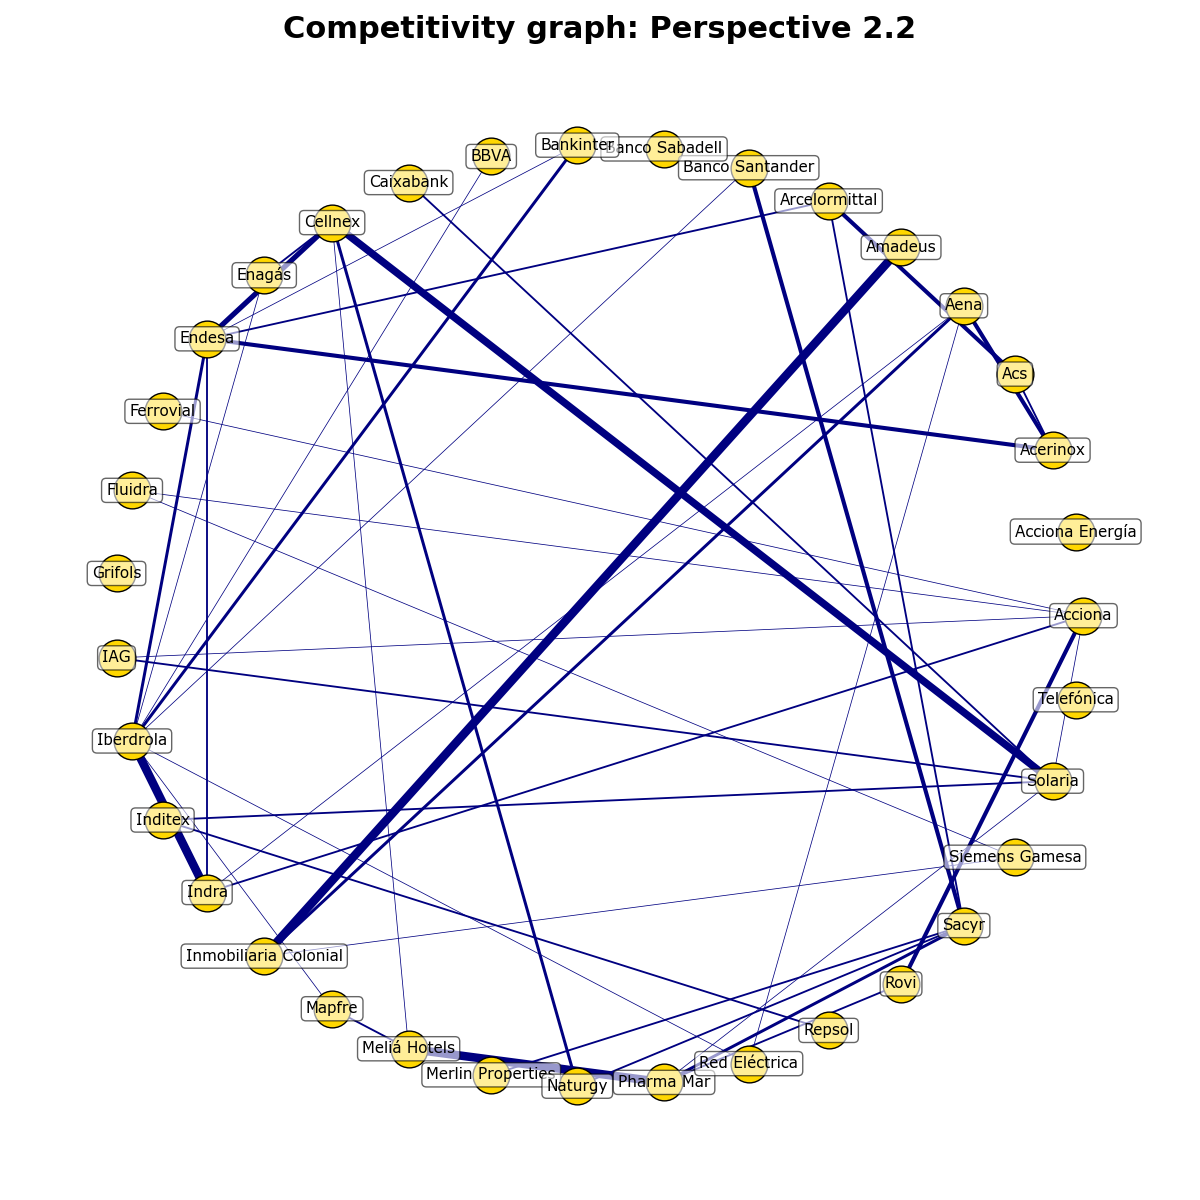 Competitivity graph: Perspective 2.2
Bankinter
Banco Sabadell
BBVA
Banco Santander
Caixabank
Arcelormittal
Cellnex
Amadeus
Enagás
Aena
Endesa
Acs
Ferrovial
Acerinox
Fluidra
Acciona Energía
Grifols
Acciona
IAG
Telefónica
Iberdrola
Solaria
Inditex
Siemens Gamesa
Indra
Sacyr
Inmobiliaria Colonial
Rovi
Mapfre
Repsol
Meliá Hotels
Red Eléctrica
Merlin Properties
Pharma Mar
Naturgy